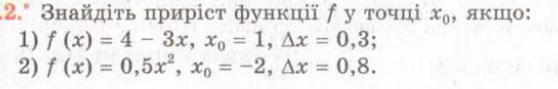 .2.° Знайдіть приріст функції f у точці x₀, якщо:
1) f (x) = 4 − 3x, x₀ = 1, Δx = 0,3;
2) f (x) = 0,5x², x₀ = −2, Δx = 0,8.